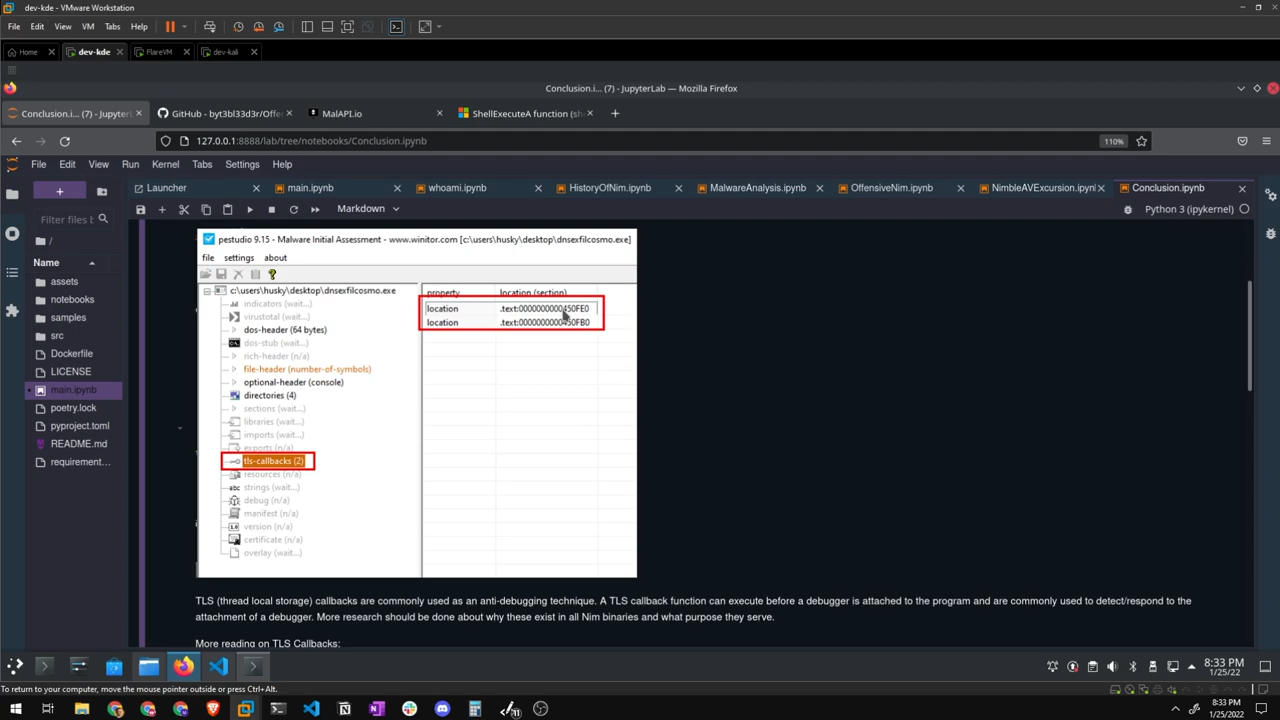 dev-kde - VMware Workstation
File Edit View VM Tabs Help
Home dev-kde FlareVM dev-kali
Conclusion.i... (7) - JupyterLab — Mozilla Firefox
Conclusion.i... (7) - JupyterL
GitHub - byt3bl33d3r/Offe
MalAPI.io
ShellExecuteA function (sh
127.0.0.1:8888/lab/tree/notebooks/Conclusion.ipynb
110%
File Edit View Run Kernel Tabs Settings Help
Launcher main.ipynb whoami.ipynb HistoryOfNim.ipynb MalwareAnalysis.ipynb OffensiveNim.ipynb NimbleAVExcursion.ipynb Conclusion.ipynb
Markdown
Python 3 (ipykernel)
Filter files b
/
Name
assets
notebooks
samples
src
Dockerfile
LICENSE
main.ipynb
poetry.lock
pyproject.toml
README.md
requirement...
pestudio 9.15 - Malware Initial Assessment - www.winitor.com [c:\users\husky\desktop\dnsexfilcosmo.exe]
file settings about
c:\users\husky\desktop\dnsexfilcosmo.exe
indicators (wait...)
virustotal (wait...)
dos-header (64 bytes)
dos-stub (wait...)
rich-header (n/a)
file-header (number-of-symbols)
optional-header (console)
directories (4)
sections (wait...)
libraries (wait...)
imports (wait...)
exports (n/a)
tls-callbacks (2)
resources (n/a)
strings (wait...)
debug (n/a)
manifest (n/a)
version (n/a)
certificate (n/a)
overlay (wait...)
property location (section)
location .text:0000000000450FE0
location .text:0000000000450FB0
TLS (thread local storage) callbacks are commonly used as an anti-debugging technique. A TLS callback function can execute before a debugger is attached to the program and are commonly used to detect/respond to the
attachment of a debugger. More research should be done about why these exist in all Nim binaries and what purpose they serve.
More reading on TLS Callbacks:
8:33 PM
1/25/22
To return to your computer, move the mouse pointer outside or press Ctrl+Alt.
8:33 PM
1/25/2022